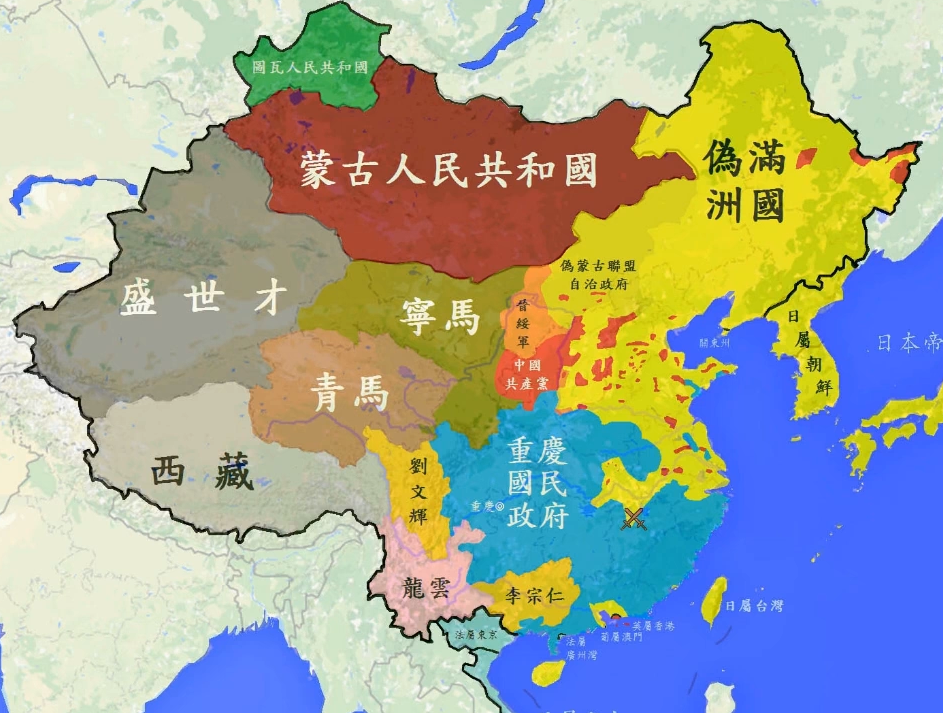 圖瓦人民共和國
蒙古人民共和國
偽滿
洲國
盛世才
寧馬
偽蒙古聯盟
自治政府
晉綏軍
中國
共產黨
關東州
日屬朝鮮
日本帝
青馬
西藏
劉文輝
重慶
國民
政府
重慶
龍雲
李宗仁
日屬台灣
英屬香港
葡屬澳門
法屬
廣州灣
法屬東京